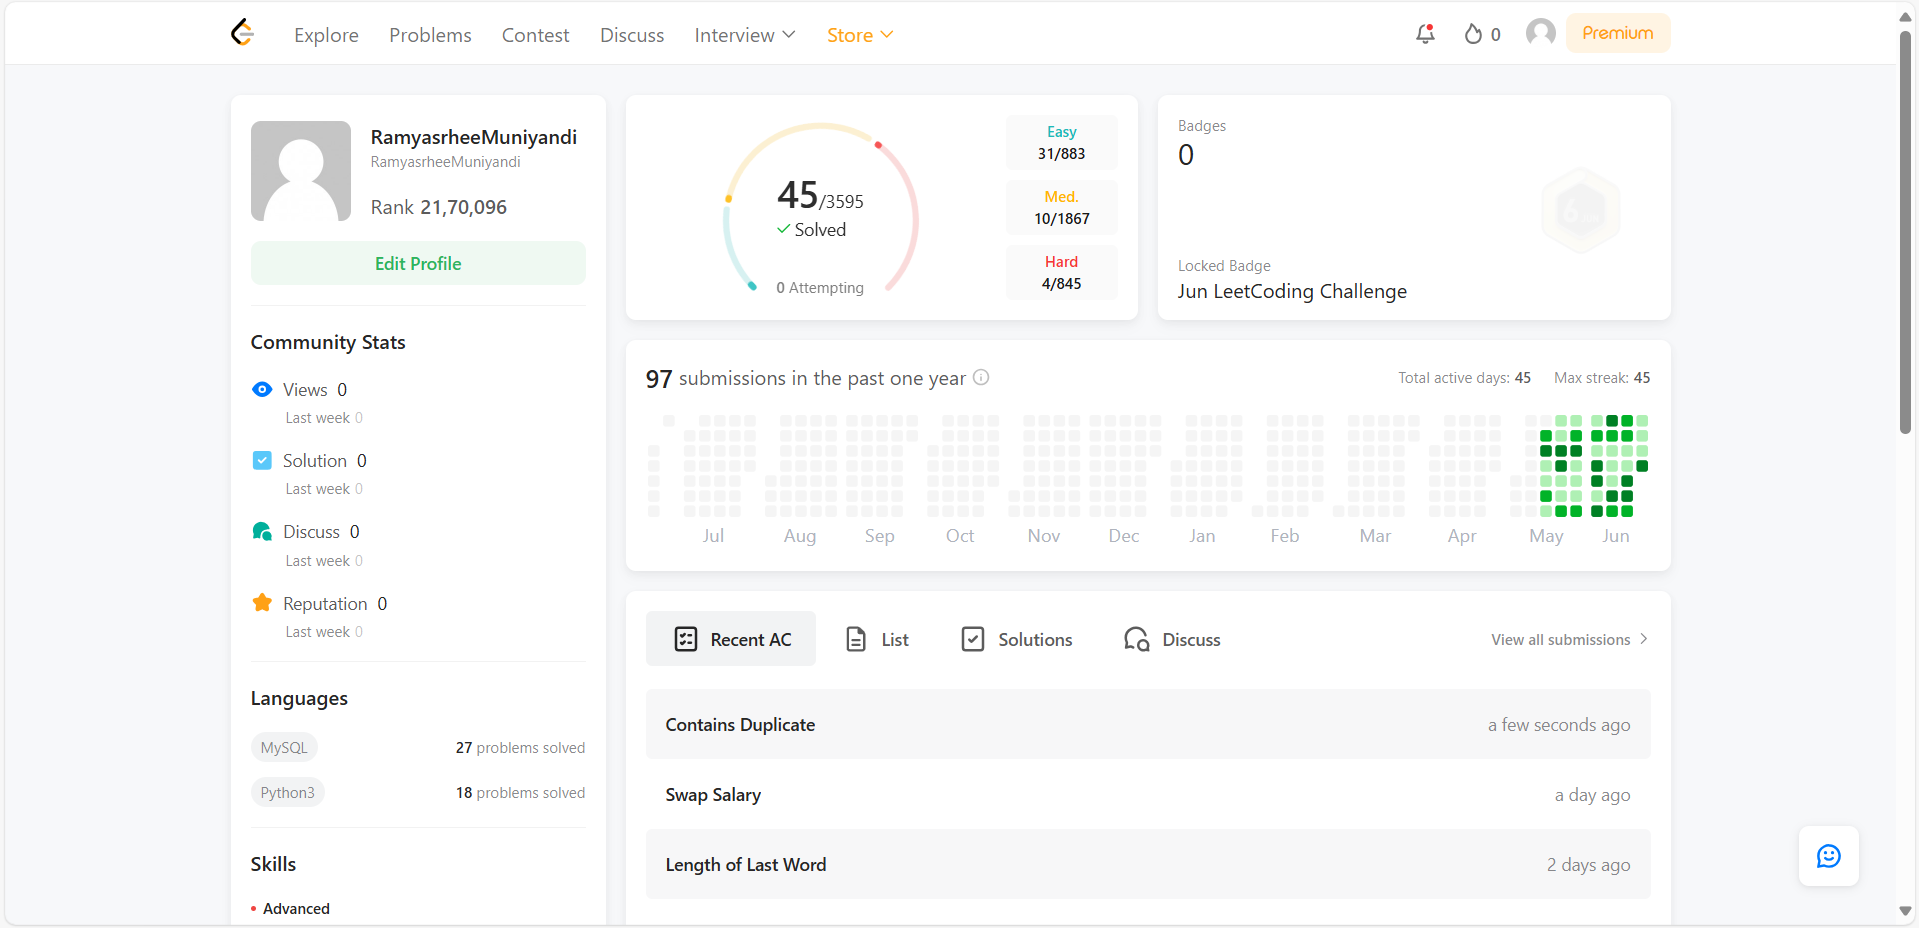 Explore Problems Contest Discuss Interview Store 0 Premium
RamyasrheeMuniyandi
RamyasrheeMuniyandi
Rank 21,70,096
Edit Profile
Community Stats
Views 0
Last week 0
Solution 0
Last week 0
Discuss 0
Last week 0
Reputation 0
Last week 0
Languages
MySQL 27 problems solved
Python3 18 problems solved
Skills
Advanced
45/3595
Solved
0 Attempting
Easy
31/883
Med.
10/1867
Hard
4/845
Badges
0
Locked Badge
Jun LeetCoding Challenge
97 submissions in the past one year Total active days: 45 Max streak: 45
Jul Aug Sep Oct Nov Dec Jan Feb Mar Apr May Jun
Recent AC List Solutions Discuss View all submissions
Contains Duplicate a few seconds ago
Swap Salary a day ago
Length of Last Word 2 days ago